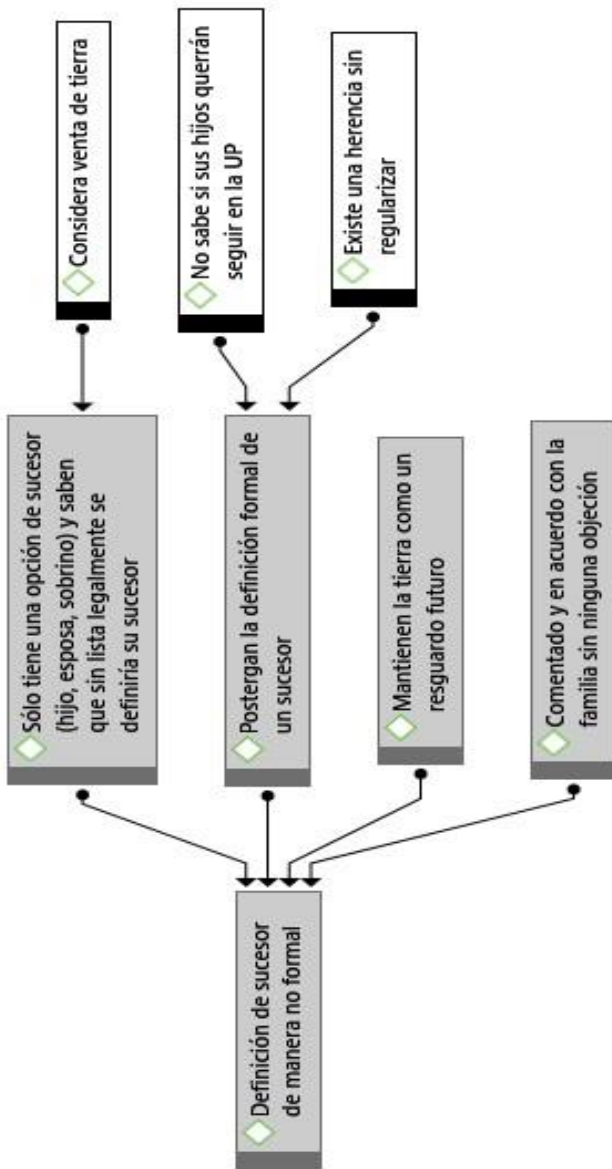 Definición de sucesor
de manera no formal
Sólo tiene una opción de sucesor
(hijo, esposa, sobrino) y saben
que sin lista legalmente se
definiría su sucesor
Postergan la definición formal de
un sucesor
Mantienen la tierra como un
resguardo futuro
Comentado y en acuerdo con la
familia sin ninguna objeción
Considera venta de tierra
No sabe si sus hijos querrán
seguir en la UP
Existe una herencia sin
regularizar